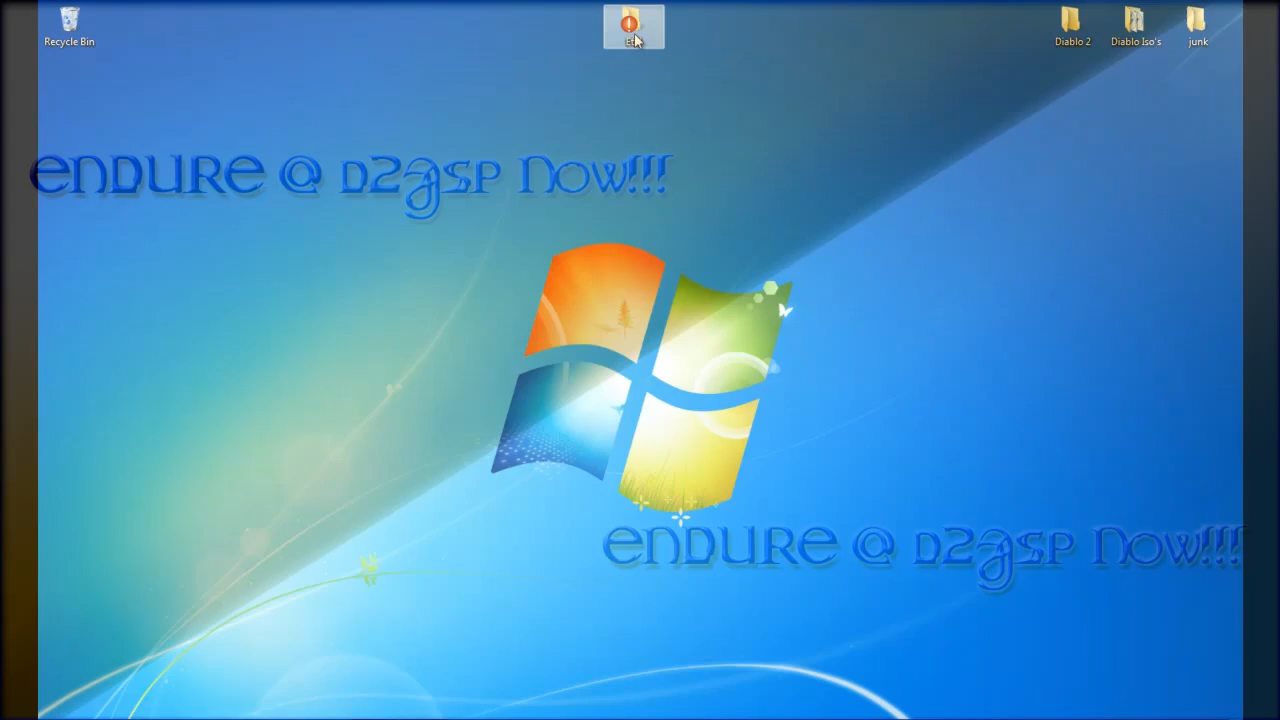 Recycle Bin
Diablo 2
Diablo Iso's
junk
ENDURE @ D2JSP NOW!!!
ENDURE @ D2JSP NOW!!!